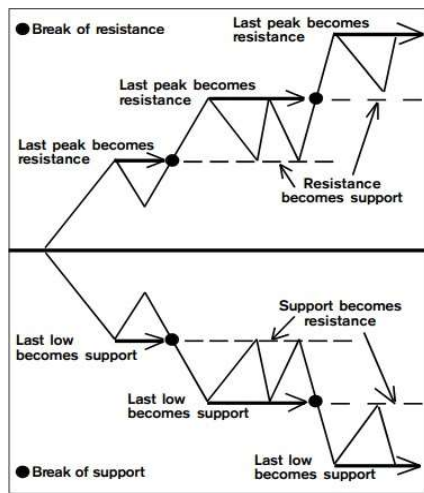 Break of resistance
Last peak becomes
resistance
Last peak becomes
resistance
Last peak becomes
resistance
Resistance
becomes support
Support becomes
resistance
Last low
becomes support
Last low
becomes support
Last low
becomes support
Break of support